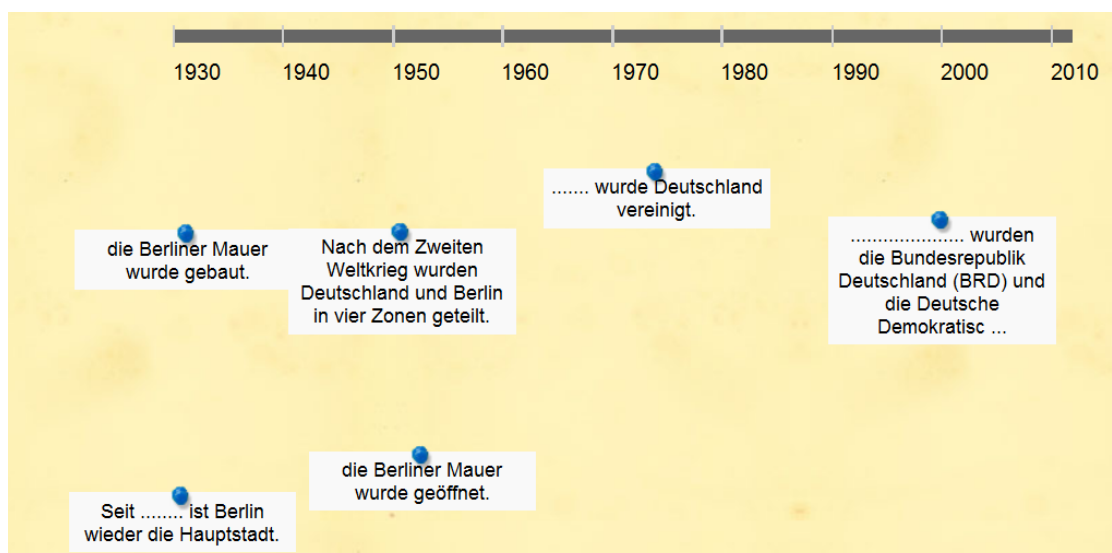 1930 1940 1950 1960 1970 1980 1990 2000 2010
....... wurde Deutschland
vereinigt.
die Berliner Mauer
wurde gebaut.
Nach dem Zweiten
Weltkrieg wurden
Deutschland und Berlin
in vier Zonen geteilt.
...................... wurden
die Bundesrepublik
Deutschland (BRD) und
die Deutsche
Demokratisc ...
die Berliner Mauer
wurde geöffnet.
Seit ........ ist Berlin
wieder die Hauptstadt.